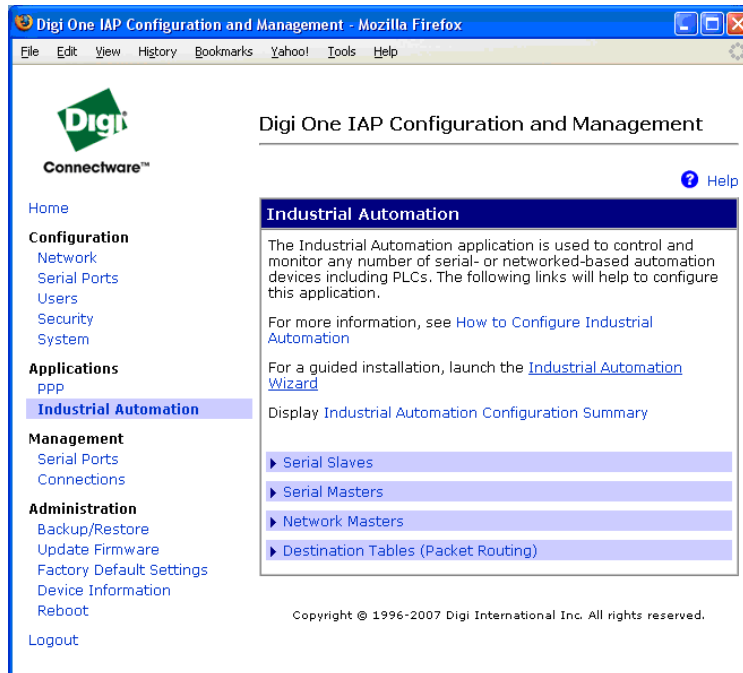 Digi One IAP Configuration and Management - Mozilla Firefox
File Edit View History Bookmarks Yahoo! Tools Help
Digi
Connectware™
Digi One IAP Configuration and Management
? Help
Home
Configuration
Network
Serial Ports
Users
Security
System
Applications
PPP
Industrial Automation
Management
Serial Ports
Connections
Administration
Backup/Restore
Update Firmware
Factory Default Settings
Device Information
Reboot
Logout
Industrial Automation
The Industrial Automation application is used to control and
monitor any number of serial- or networked-based automation
devices including PLCs. The following links will help to configure
this application.
For more information, see How to Configure Industrial
Automation
For a guided installation, launch the Industrial Automation
Wizard
Display Industrial Automation Configuration Summary
Serial Slaves
Serial Masters
Network Masters
Destination Tables (Packet Routing)
Copyright © 1996-2007 Digi International Inc. All rights reserved.